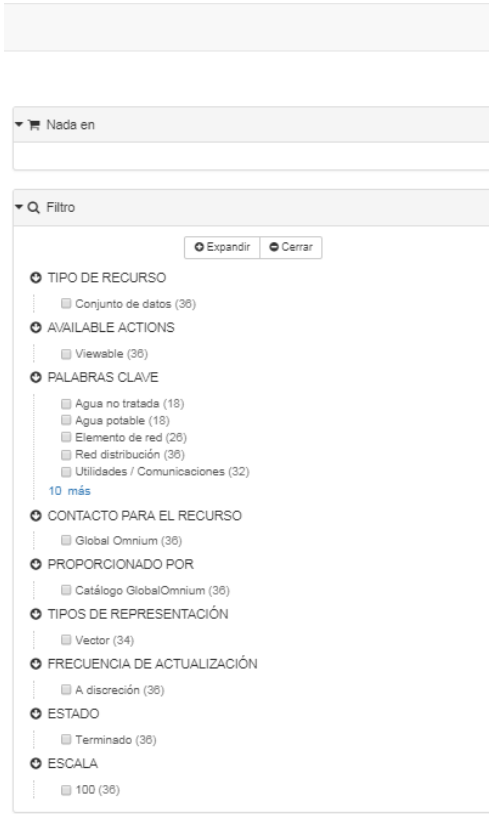 Nada en
Filtro
Expandir Cerrar
TIPO DE RECURSO
Conjunto de datos (36)
AVAILABLE ACTIONS
Viewable (36)
PALABRAS CLAVE
Agua no tratada (18)
Agua potable (18)
Elemento de red (26)
Red distribución (36)
Utilidades / Comunicaciones (32)
10 más
CONTACTO PARA EL RECURSO
Global Omnium (36)
PROPORCIONADO POR
Catálogo GlobalOmnium (36)
TIPOS DE REPRESENTACIÓN
Vector (34)
FRECUENCIA DE ACTUALIZACIÓN
A discreción (36)
ESTADO
Terminado (36)
ESCALA
100 (36)